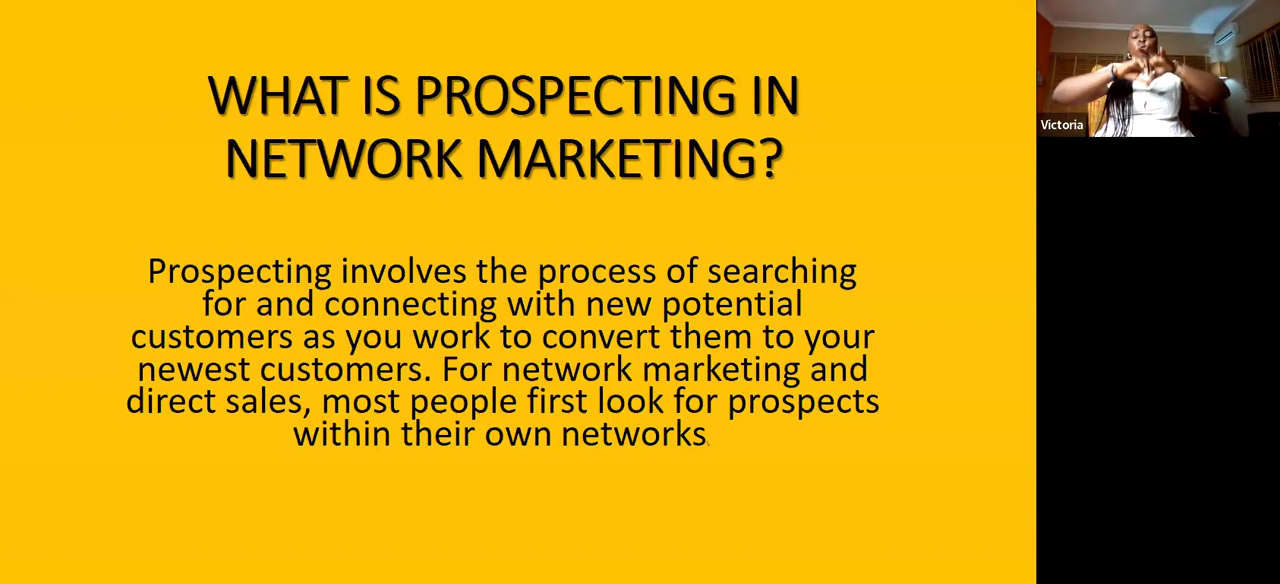 WHAT IS PROSPECTING IN
NETWORK MARKETING?
Prospecting involves the process of searching
for and connecting with new potential
customers as you work to convert them to your
newest customers. For network marketing and
direct sales, most people first look for prospects
within their own networks.
Victoria